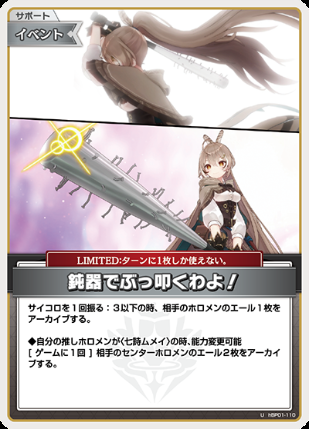 サポート
イベント
LIMITED:ターンに1枚しか使えない。
鈍器でぶっ叩くわよ!
サイコロを1回振る:3以下の時、相手のホロメンのエール1枚を
アーカイブする。
◆自分の推しホロメンが〈七詩ムメイ〉の時、能力変更可能
[ゲームに1回] 相手のセンターホロメンのエール2枚をアーカイ
ブする。
U hSP01-110